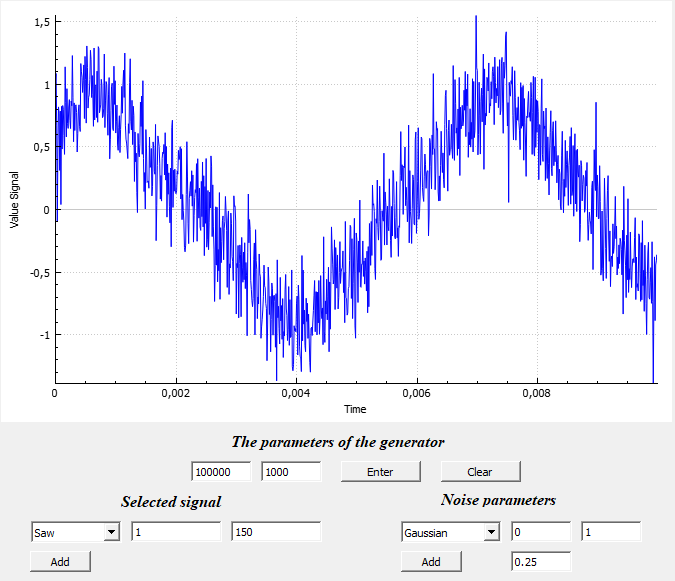 1,5
1
0,5
0
-0,5
-1
Value Signal
0 0,002 0,004 0,006 0,008
Time
The parameters of the generator
100000 1000 Enter Clear
Selected signal Noise parameters
Saw 1 150 Gaussian 0 1
Add Add 0.25